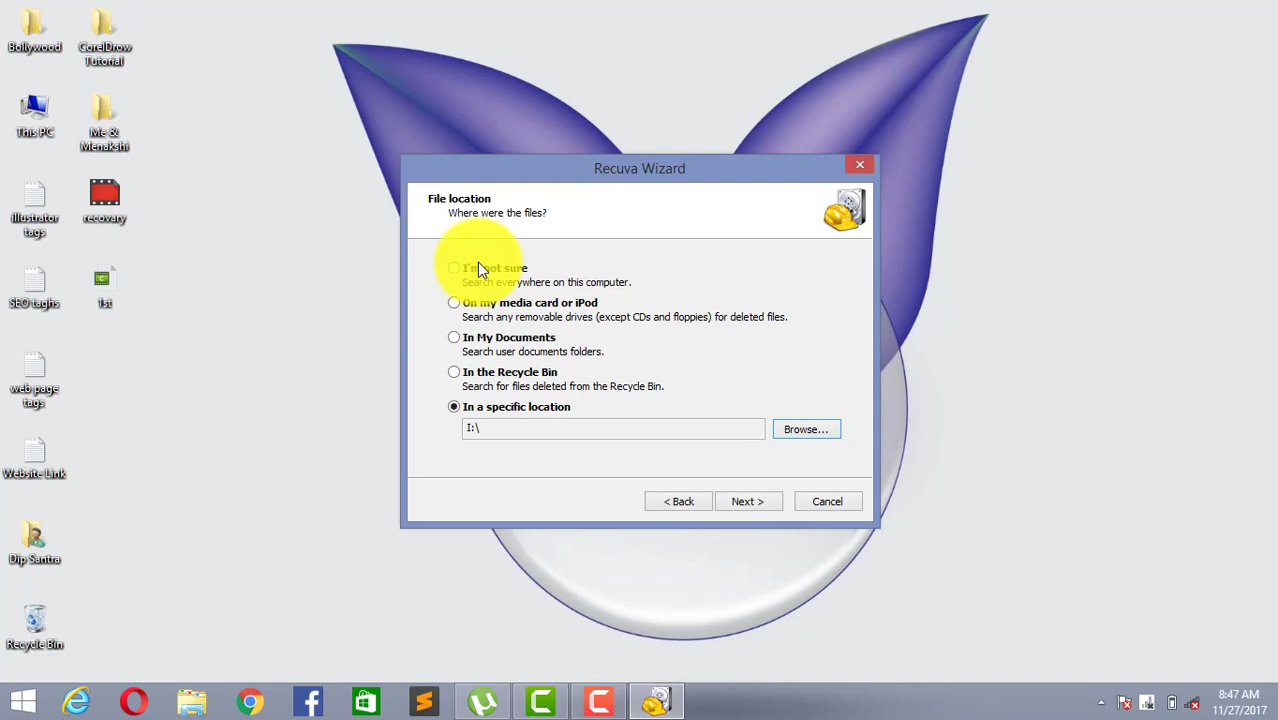 Bollywood
CorelDrow
Tutorial
This PC
Me &
Menakshi
illustrator
tags
recovary
SEO taghs
1st
web page
tags
Website Link
Dip Santra
Recycle Bin
Recuva Wizard
File location
Where were the files?
I'm not sure
Search everywhere on this computer.
On my media card or iPod
Search any removable drives (except CDs and floppies) for deleted files.
In My Documents
Search user documents folders.
In the Recycle Bin
Search for files deleted from the Recycle Bin.
In a specific location
I:\
Browse...
< Back
Next >
Cancel
8:47 AM
11/27/2017